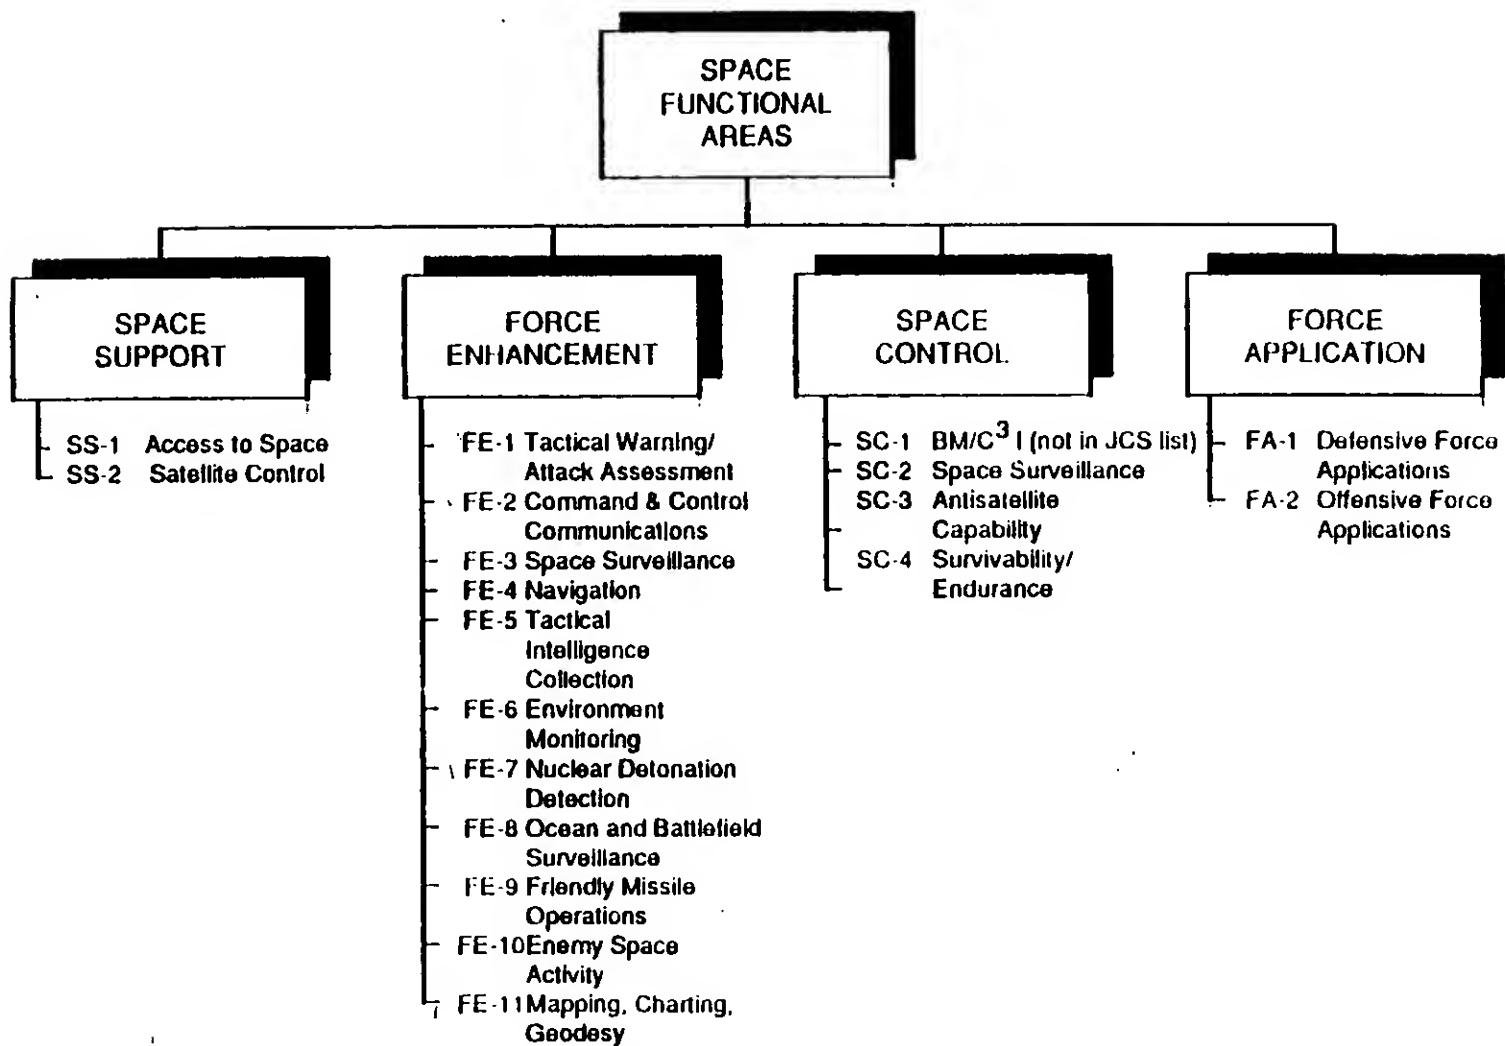 SPACE
FUNCTIONAL
AREAS
SPACE
SUPPORT
SS-1 Access to Space
SS-2 Satellite Control
FORCE
ENHANCEMENT
FE-1 Tactical Warning/
Attack Assessment
FE-2 Command & Control
Communications
FE-3 Space Surveillance
FE-4 Navigation
FE-5 Tactical
Intelligence
Collection
FE-6 Environment
Monitoring
FE-7 Nuclear Detonation
Detection
FE-8 Ocean and Battlefield
Surveillance
FE-9 Friendly Missile
Operations
FE-10 Enemy Space
Activity
FE-11 Mapping, Charting,
Geodesy
SPACE
CONTROL
SC-1 BM/C³ I (not in JCS list)
SC-2 Space Surveillance
SC-3 Antisatellite
Capability
SC-4 Survivability/
Endurance
FORCE
APPLICATION
FA-1 Defensive Force
Applications
FA-2 Offensive Force
Applications